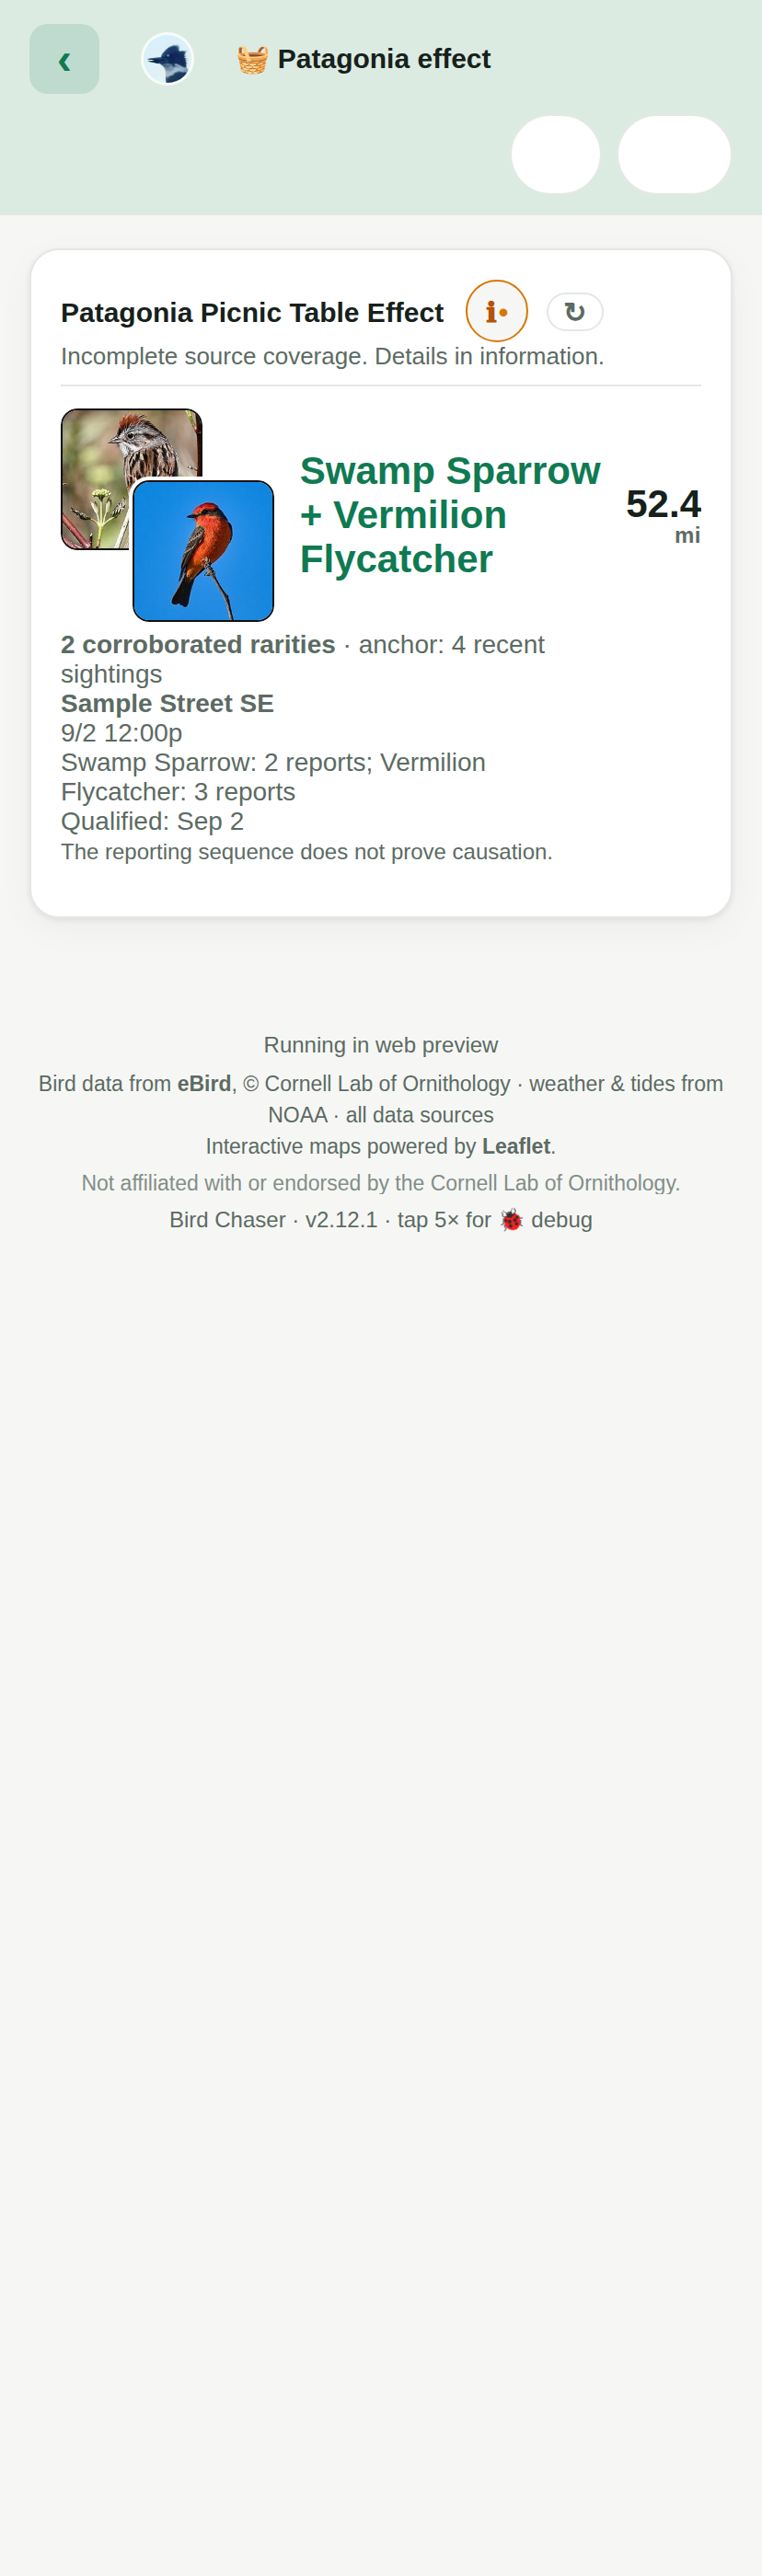 ‹
🧺 Patagonia effect
Patagonia Picnic Table Effect ℹ• ↻
Incomplete source coverage. Details in information.
Swamp Sparrow
+ Vermilion
Flycatcher
52.4
mi
2 corroborated rarities · anchor: 4 recent
sightings
Sample Street SE
9/2 12:00p
Swamp Sparrow: 2 reports; Vermilion
Flycatcher: 3 reports
Qualified: Sep 2
The reporting sequence does not prove causation.
Running in web preview
Bird data from eBird, © Cornell Lab of Ornithology · weather & tides from
NOAA · all data sources
Interactive maps powered by Leaflet.
Not affiliated with or endorsed by the Cornell Lab of Ornithology.
Bird Chaser · v2.12.1 · tap 5× for 🐞 debug